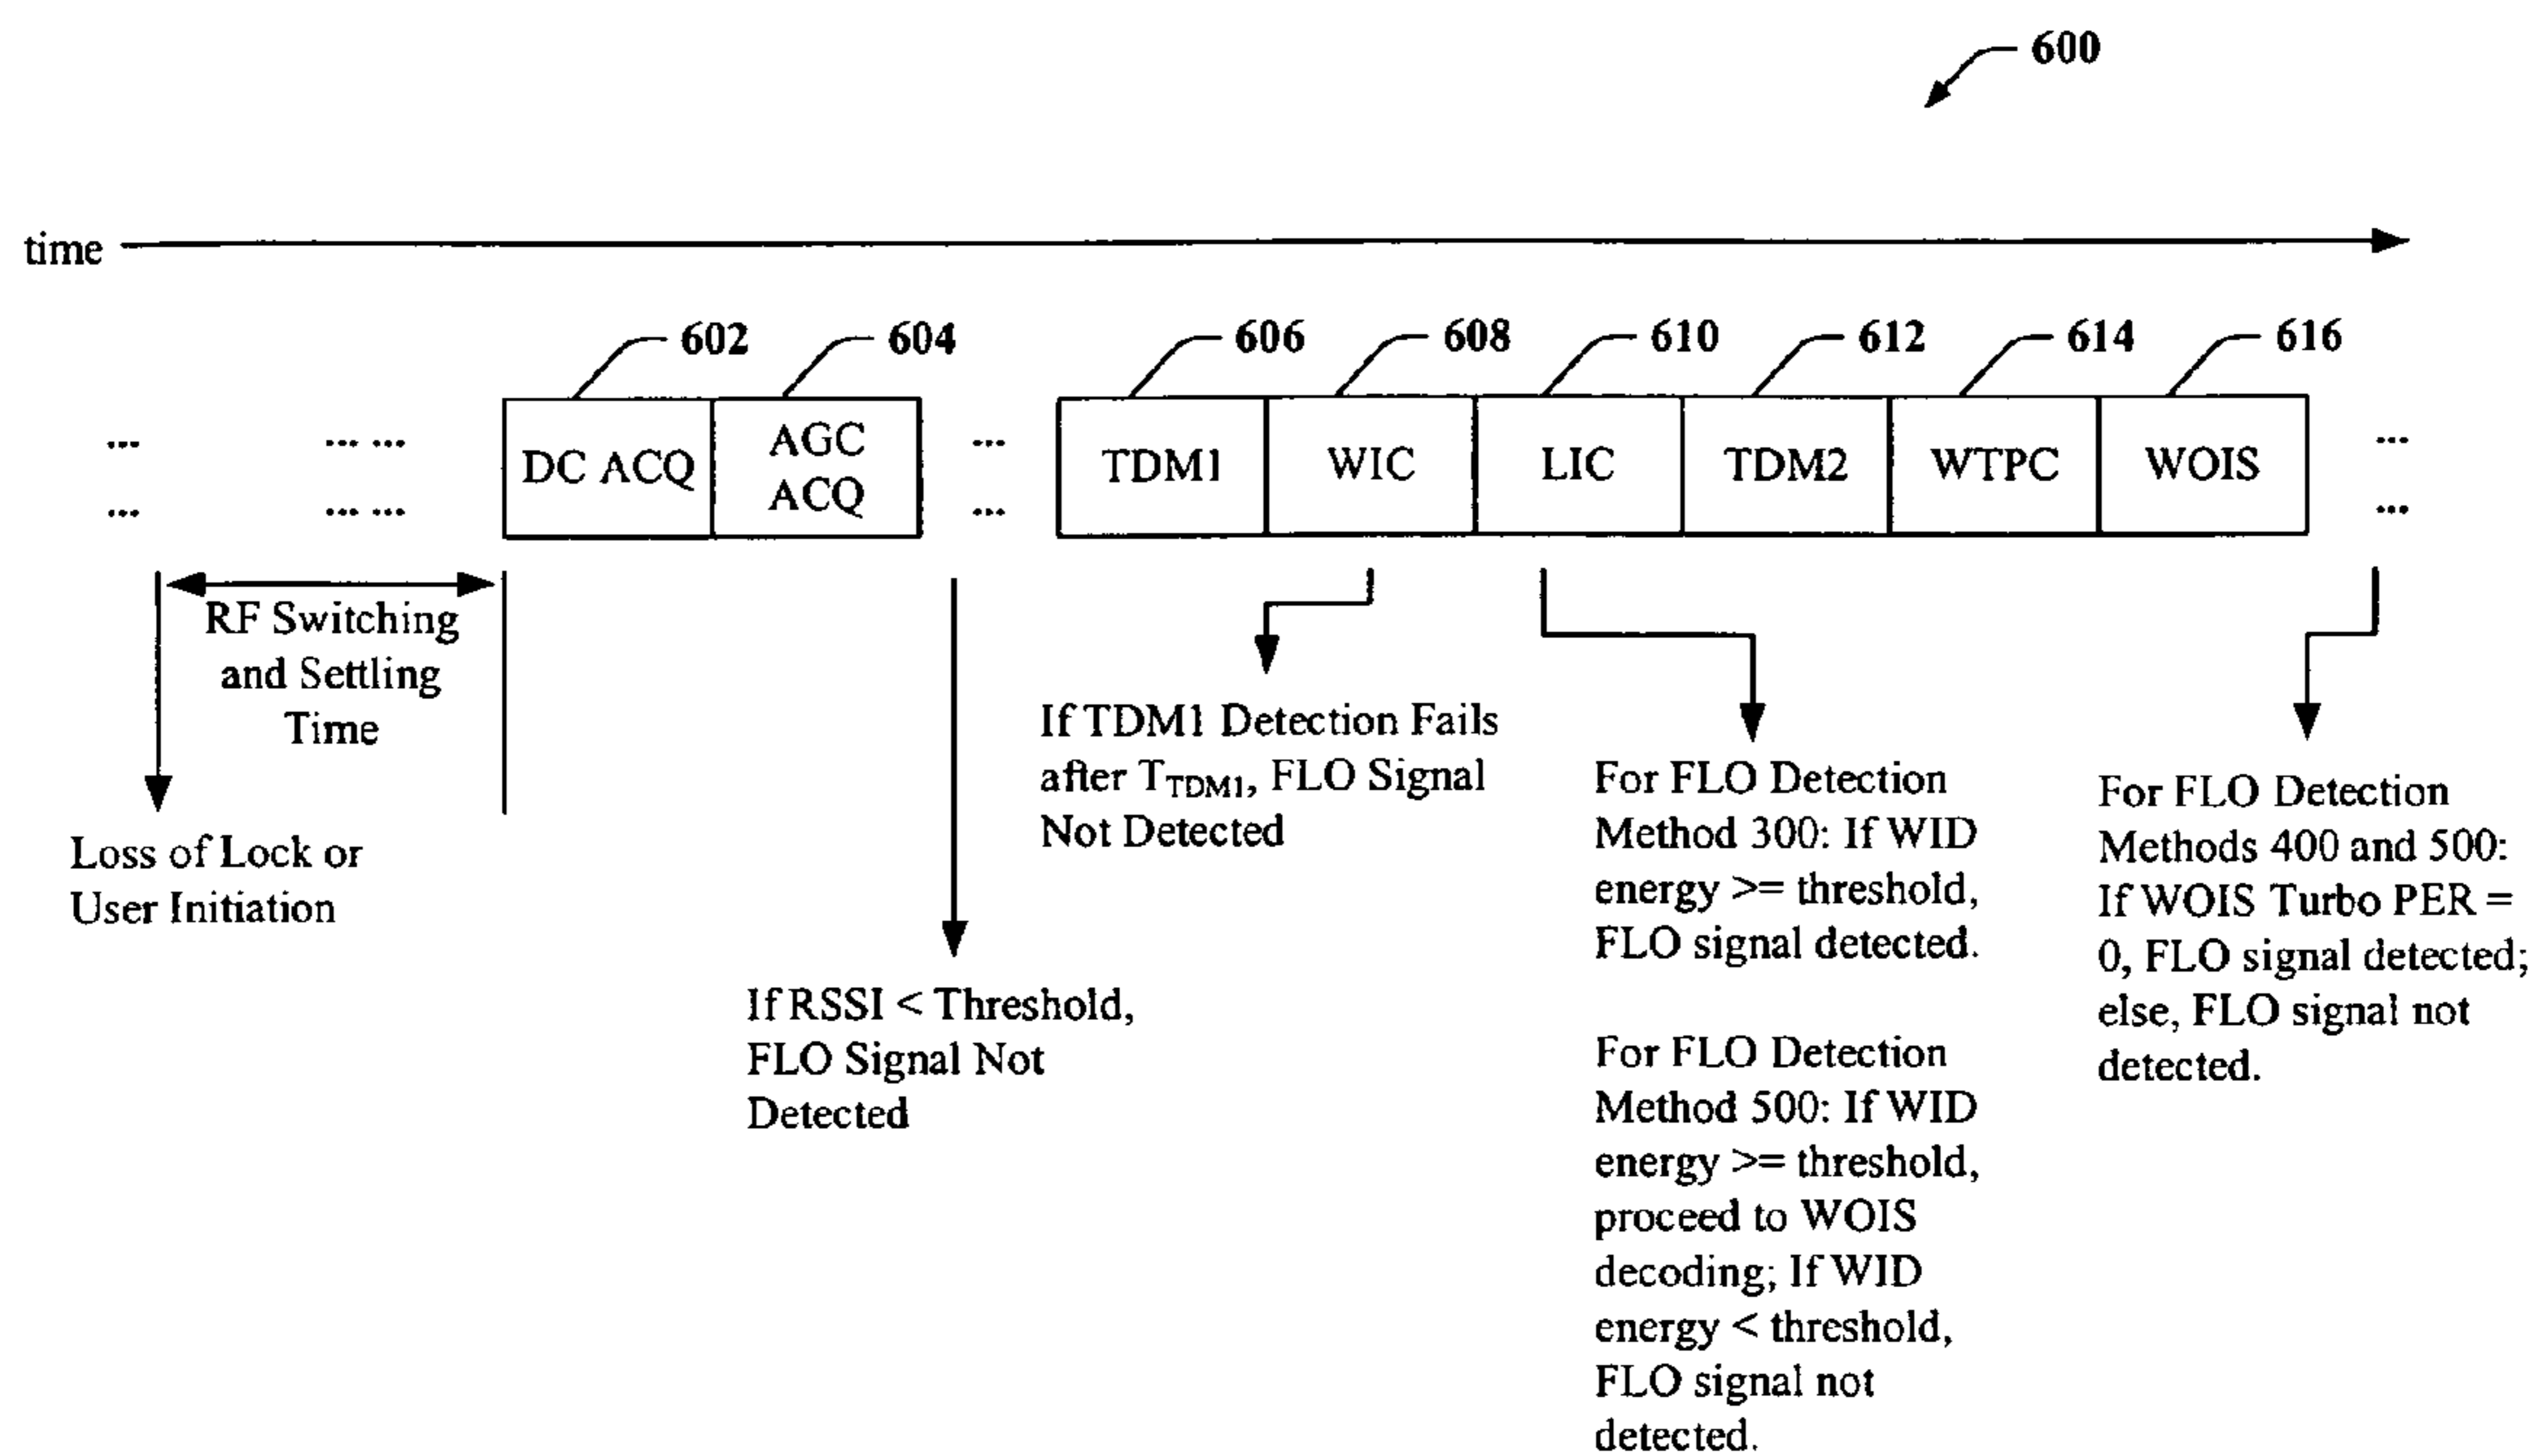 600
time
602
604
606
608
610
612
614
616
... ... ... ... ...
... ... ... ... ...
DC ACQ
AGC
ACQ
TDM1
WIC
LIC
TDM2
WTPC
WOIS
RF Switching
and Settling
Time
Loss of Lock or
User Initiation
If RSSI < Threshold,
FLO Signal Not
Detected
If TDM1 Detection Fails
after TTDM1, FLO Signal
Not Detected
For FLO Detection
Method 300: If WID
energy >= threshold,
FLO signal detected.
For FLO Detection
Method 500: If WID
energy >= threshold,
proceed to WOIS
decoding; If WID
energy < threshold,
FLO signal not
detected.
For FLO Detection
Methods 400 and 500:
If WOIS Turbo PER =
0, FLO signal detected;
else, FLO signal not
detected.